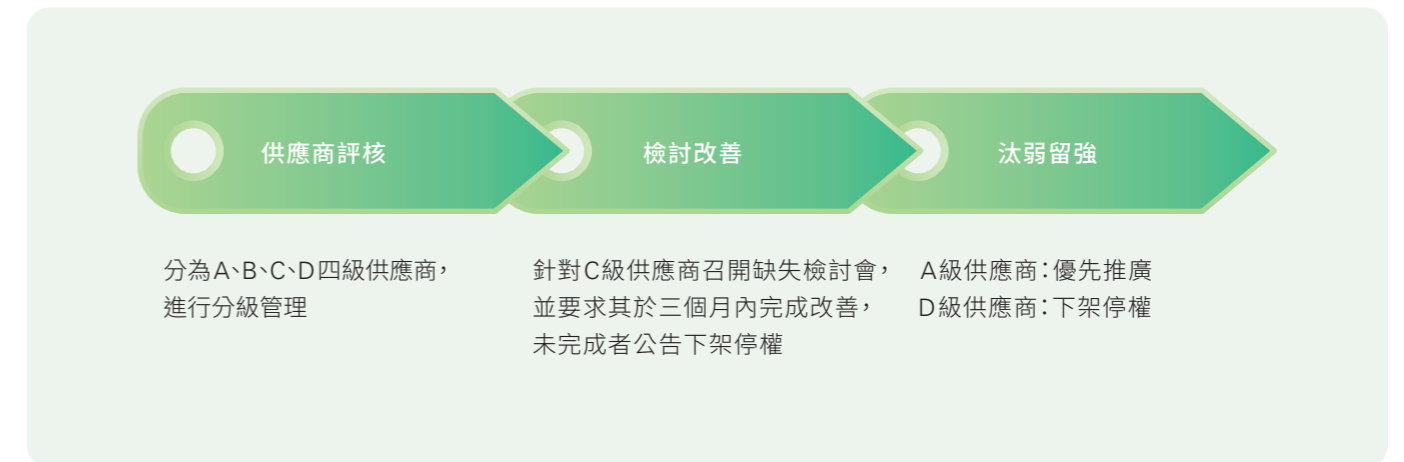 供應商評核
檢討改善
汰弱留強
分為A、B、C、D四級供應商，
進行分級管理
針對C級供應商召開缺失檢討會，
並要求其於三個月內完成改善，
未完成者公告下架停權
A級供應商：優先推廣
D級供應商：下架停權